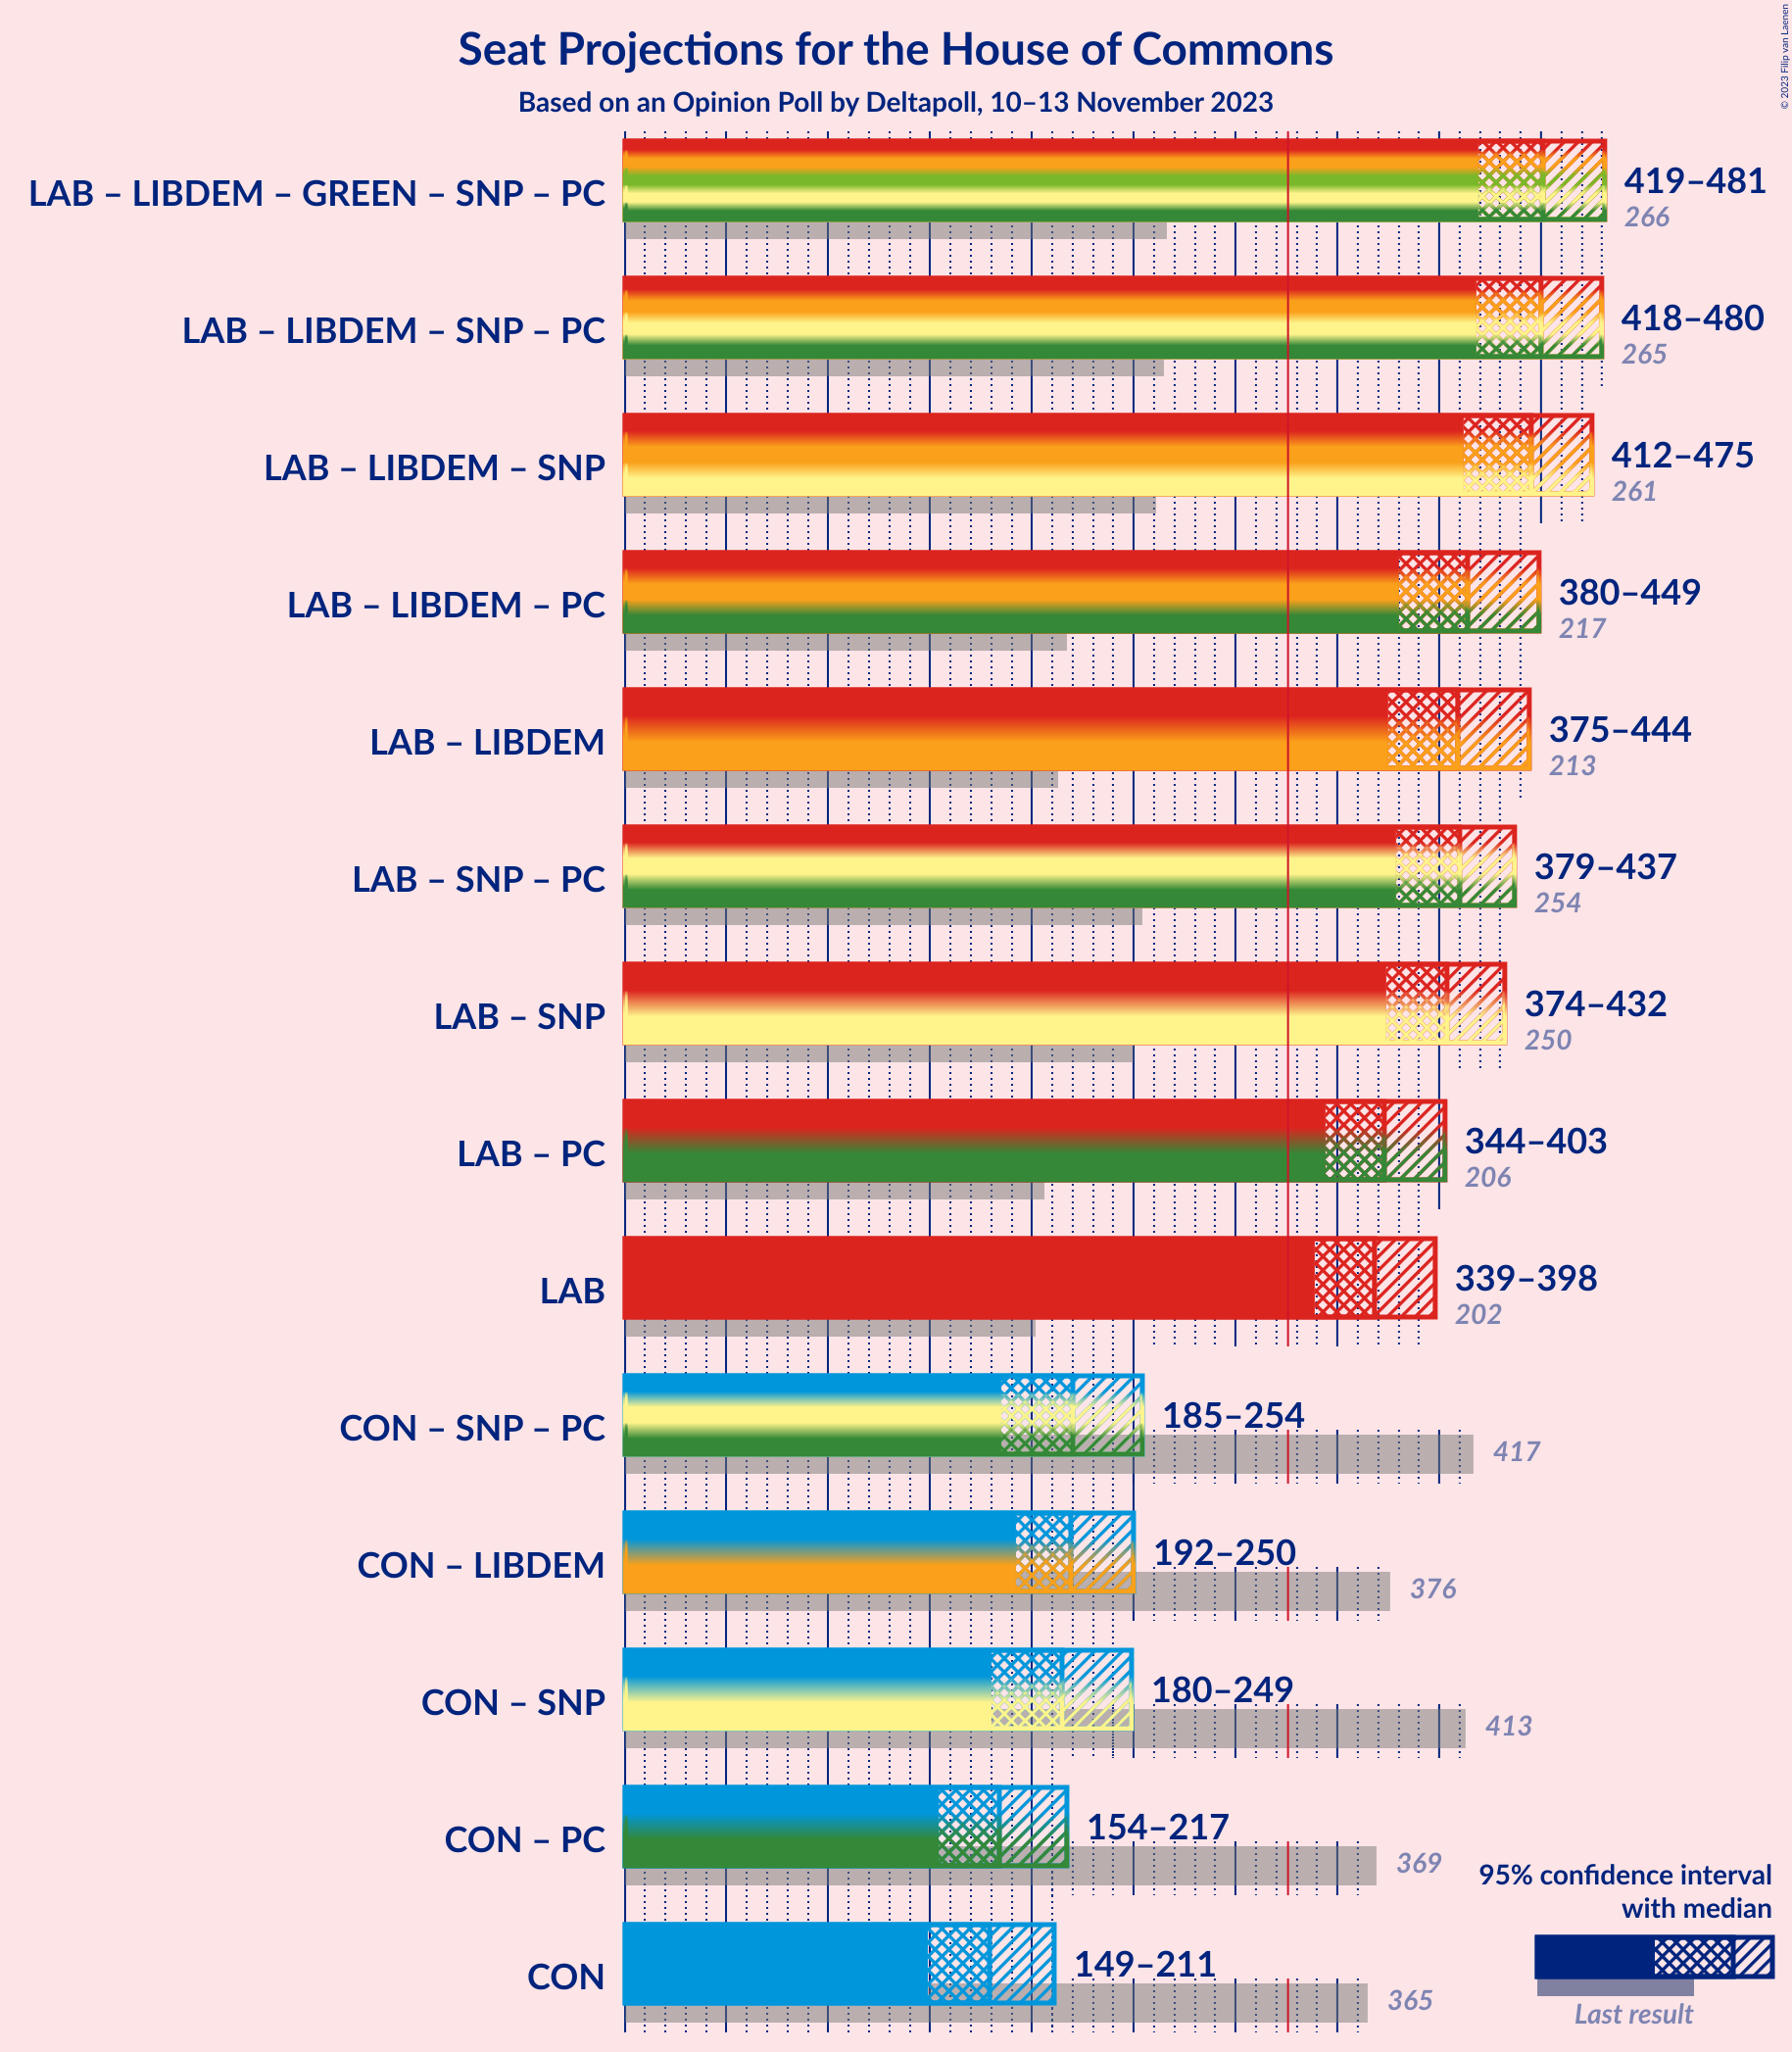 Seat Projections for the House of Commons
Based on an Opinion Poll by Deltapoll, 10–13 November 2023
© 2023 Filip van Laenen
LAB – LIBDEM – GREEN – SNP – PC
419–481
266
LAB – LIBDEM – SNP – PC
418–480
265
LAB – LIBDEM – SNP
412–475
261
LAB – LIBDEM – PC
380–449
217
LAB – LIBDEM
375–444
213
LAB – SNP – PC
379–437
254
LAB – SNP
374–432
250
LAB – PC
344–403
206
LAB
339–398
202
CON – SNP – PC
185–254
417
CON – LIBDEM
192–250
376
CON – SNP
180–249
413
CON – PC
154–217
369
CON
149–211
365
95% confidence interval
with median
Last result